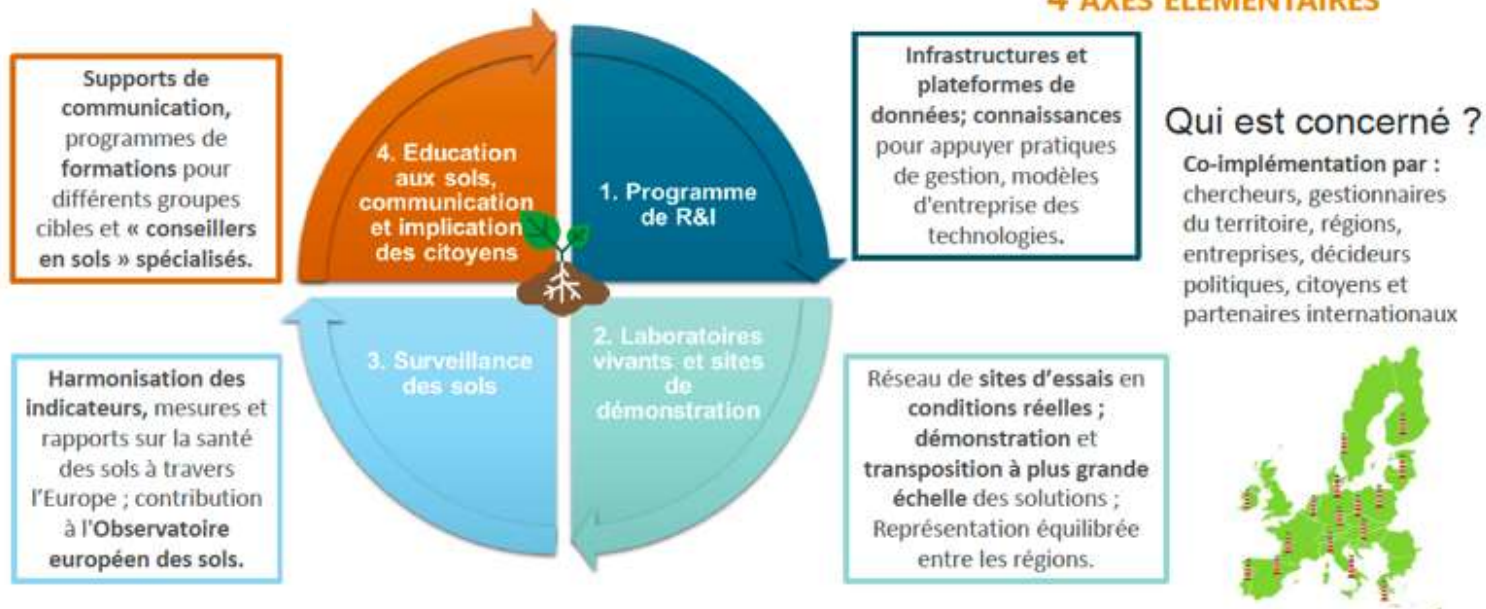 4 AXES ELEMENTAIRES
Supports de
communication,
programmes de
formations pour
différents groupes
cibles et « conseillers
en sols » spécialisés.
4. Education
aux sols,
communication
et implication
des citoyens
1. Programme
de R&I
Infrastructures et
plateformes de
données; connaissances
pour appuyer pratiques
de gestion, modèles
d'entreprise des
technologies.
Qui est concerné ?
Co-implémentation par :
chercheurs, gestionnaires
du territoire, régions,
entreprises, décideurs
politiques, citoyens et
partenaires internationaux
Harmonisation des
indicateurs, mesures et
rapports sur la santé
des sols à travers
l'Europe ; contribution
à l'Observatoire
européen des sols.
3. Surveillance
des sols
2. Laboratoires
vivants et sites
de
démonstration
Réseau de sites d'essais en
conditions réelles ;
démonstration et
transposition à plus grande
échelle des solutions ;
Représentation équilibrée
entre les régions.